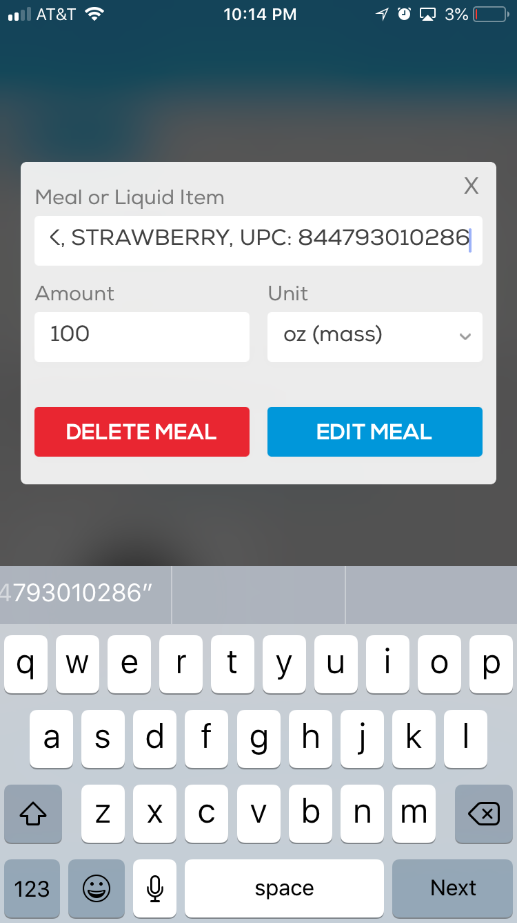 AT&T 10:14 PM 3%
X
Meal or Liquid Item
, STRAWBERRY, UPC: 844793010286
Amount Unit
100 oz (mass)
DELETE MEAL EDIT MEAL
4793010286"
q w e r t y u i o p
a s d f g h j k l
z x c v b n m
123 space Next